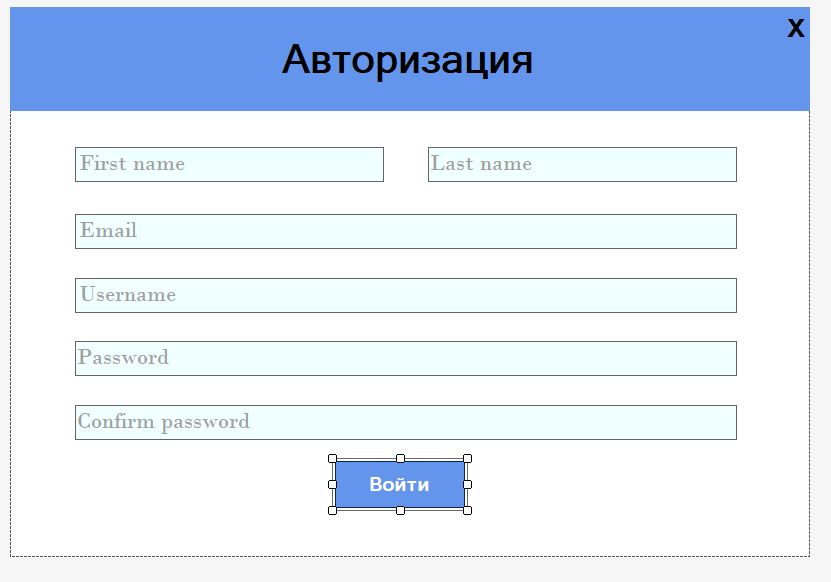 X
Авторизация
First name
Last name
Email
Username
Password
Confirm password
Войти